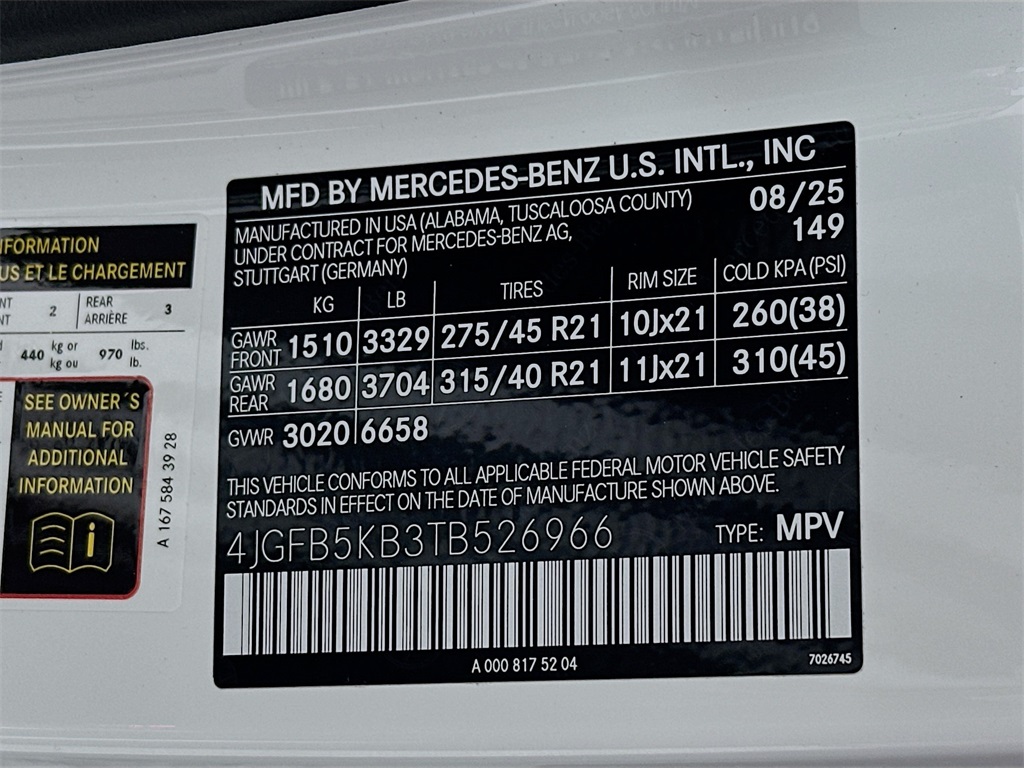 MFD BY MERCEDES-BENZ U.S. INTL., INC
MANUFACTURED IN USA (ALABAMA, TUSCALOOSA COUNTY)
UNDER CONTRACT FOR MERCEDES-BENZ AG,
STUTTGART (GERMANY)
08/25
149
KG LB TIRES RIM SIZE COLD KPA(PSI)
GAWR FRONT 1510 3329 275/45 R21 10Jx21 260(38)
GAWR REAR 1680 3704 315/40 R21 11Jx21 310(45)
GVWR 3020 6658
THIS VEHICLE CONFORMS TO ALL APPLICABLE FEDERAL MOTOR VEHICLE SAFETY
STANDARDS IN EFFECT ON THE DATE OF MANUFACTURE SHOWN ABOVE.
4JGFB5KB3TB526966 TYPE: MPV
A 000 817 52 04
7026745
ET LE CHARGEMENT
2 REAR 3
ARRIÈRE
440 kg or 970 lbs.
kg ou lb.
SEE OWNER´S
MANUAL FOR
ADDITIONAL
INFORMATION
i
A 167 584 39 28